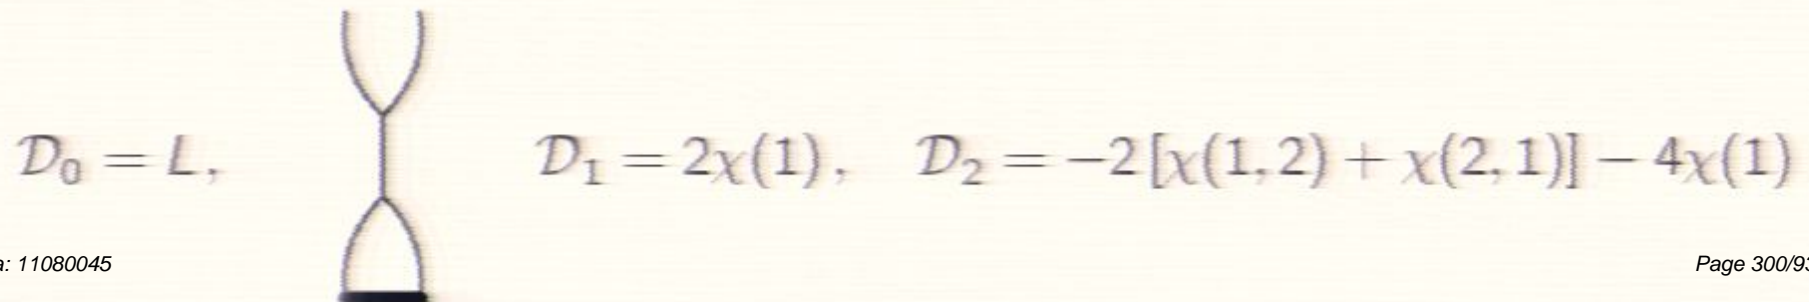 𝒟₀ = L, 𝒟₁ = 2χ(1), 𝒟₂ = −2[χ(1,2) + χ(2,1)] − 4χ(1)
a: 11080045 Page 300/93